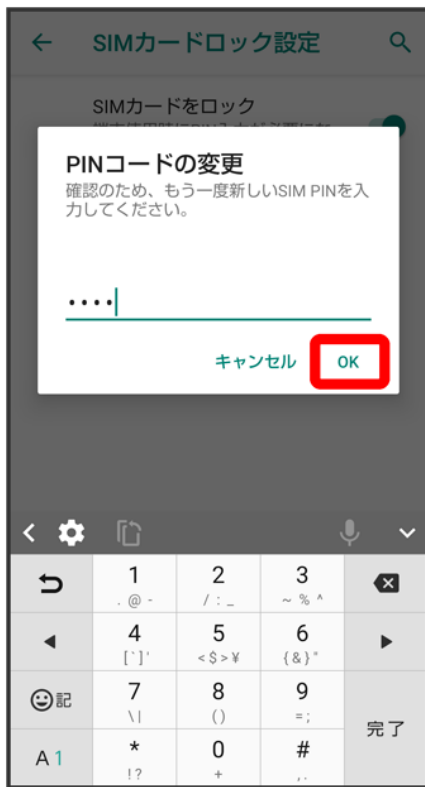 SIMカードロック設定
SIMカードをロック
PINコードの変更
確認のため、もう一度新しいSIM PINを入
力してください。
••••
キャンセル OK
1 2 3
. @ - / : _ ~ % ^
4 5 6
[ ` ] ' < $ > ¥ { & } "
記 7 8 9
\ | ( ) = ;
完了
A1 * 0 #
! ? + , .